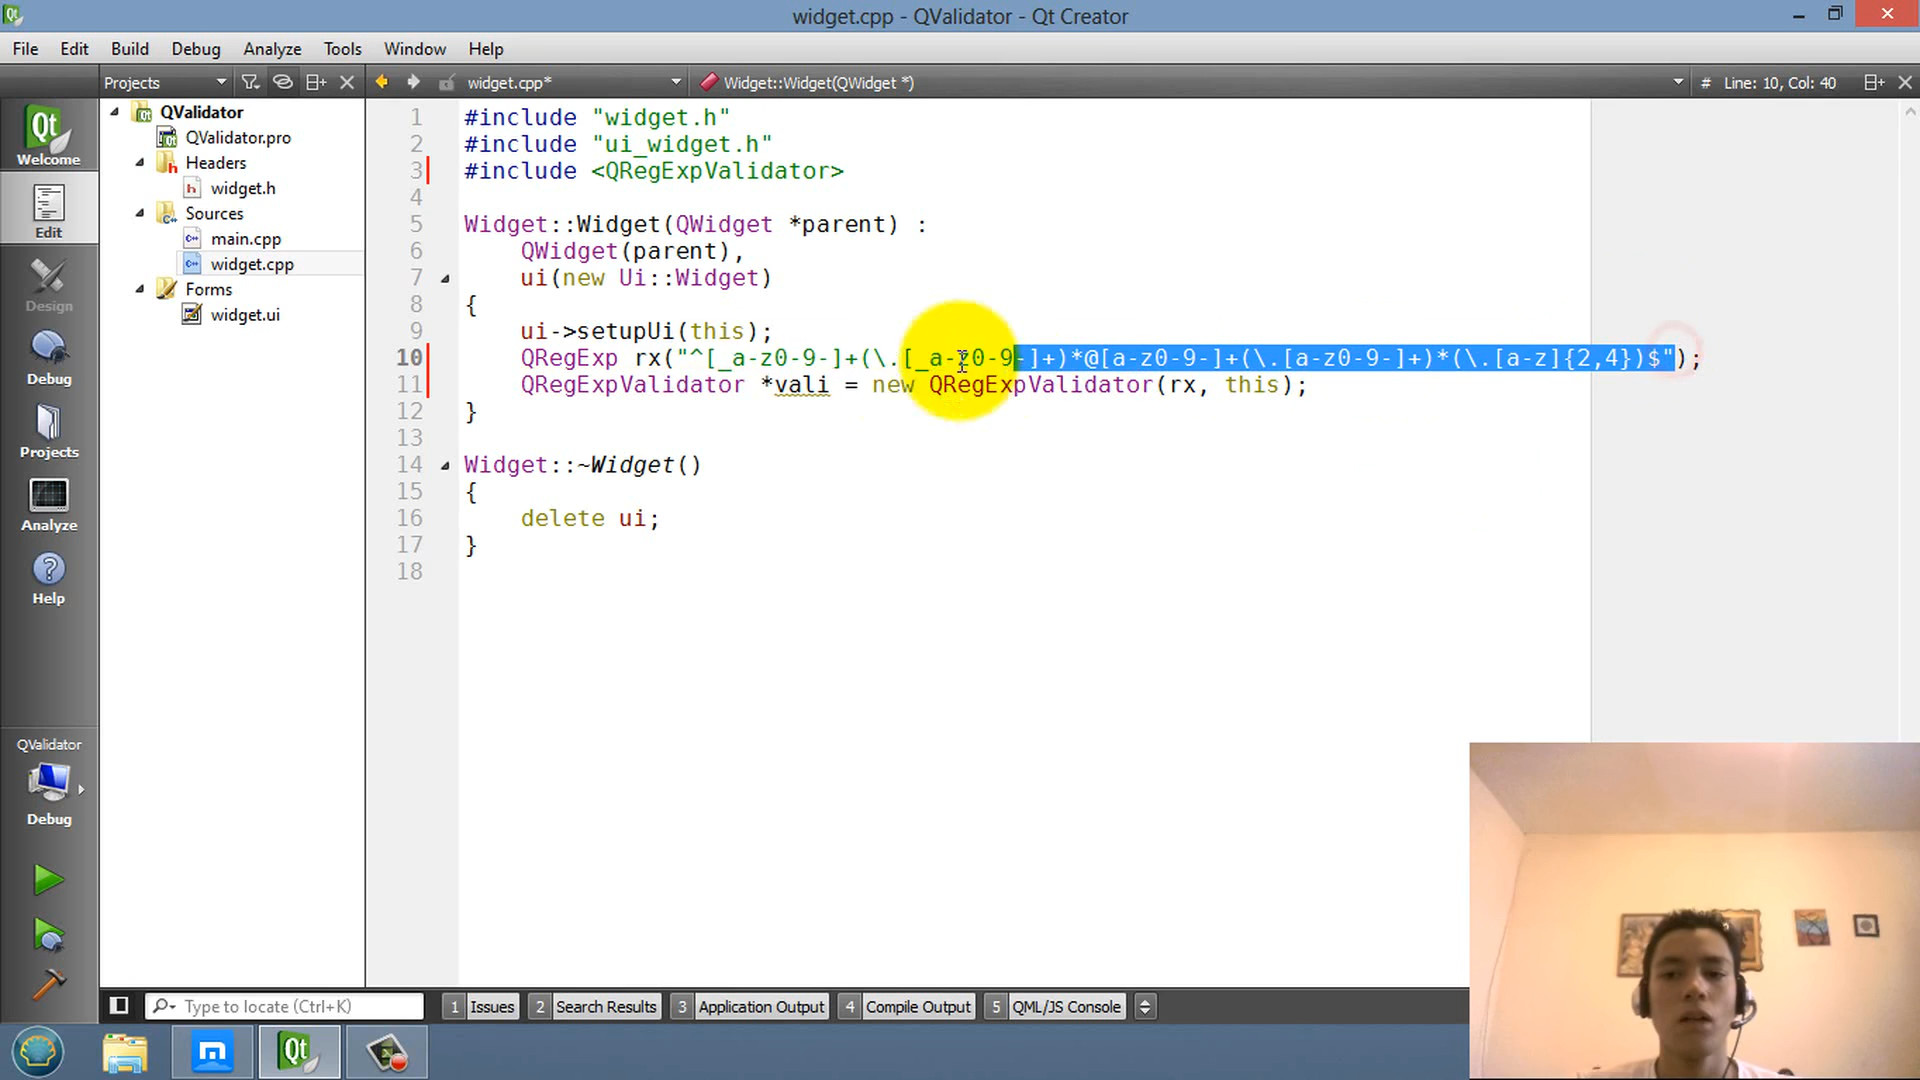 widget.cpp - QValidator - Qt Creator
File Edit Build Debug Analyze Tools Window Help
Projects widget.cpp* Widget::Widget(QWidget *) # Line: 10, Col: 40
Qt
Welcome
Edit
Design
Debug
Projects
Analyze
Help
QValidator
Debug
QValidator
QValidator.pro
Headers
widget.h
Sources
main.cpp
widget.cpp
Forms
widget.ui
1 #include "widget.h"
2 #include "ui_widget.h"
3 #include <QRegExpValidator>
4
5 Widget::Widget(QWidget *parent) :
6 QWidget(parent),
7 ui(new Ui::Widget)
8 {
9 ui->setupUi(this);
10 QRegExp rx("^[_a-z0-9-]+(\.[_a-z0-9-]+)*@[a-z0-9-]+(\.[a-z0-9-]+)*(\.[a-z]{2,4})$");
11 QRegExpValidator *vali = new QRegExpValidator(rx, this);
12 }
13
14 Widget::~Widget()
15 {
16 delete ui;
17 }
18
Type to locate (Ctrl+K) 1 Issues 2 Search Results 3 Application Output 4 Compile Output 5 QML/JS Console
Qt